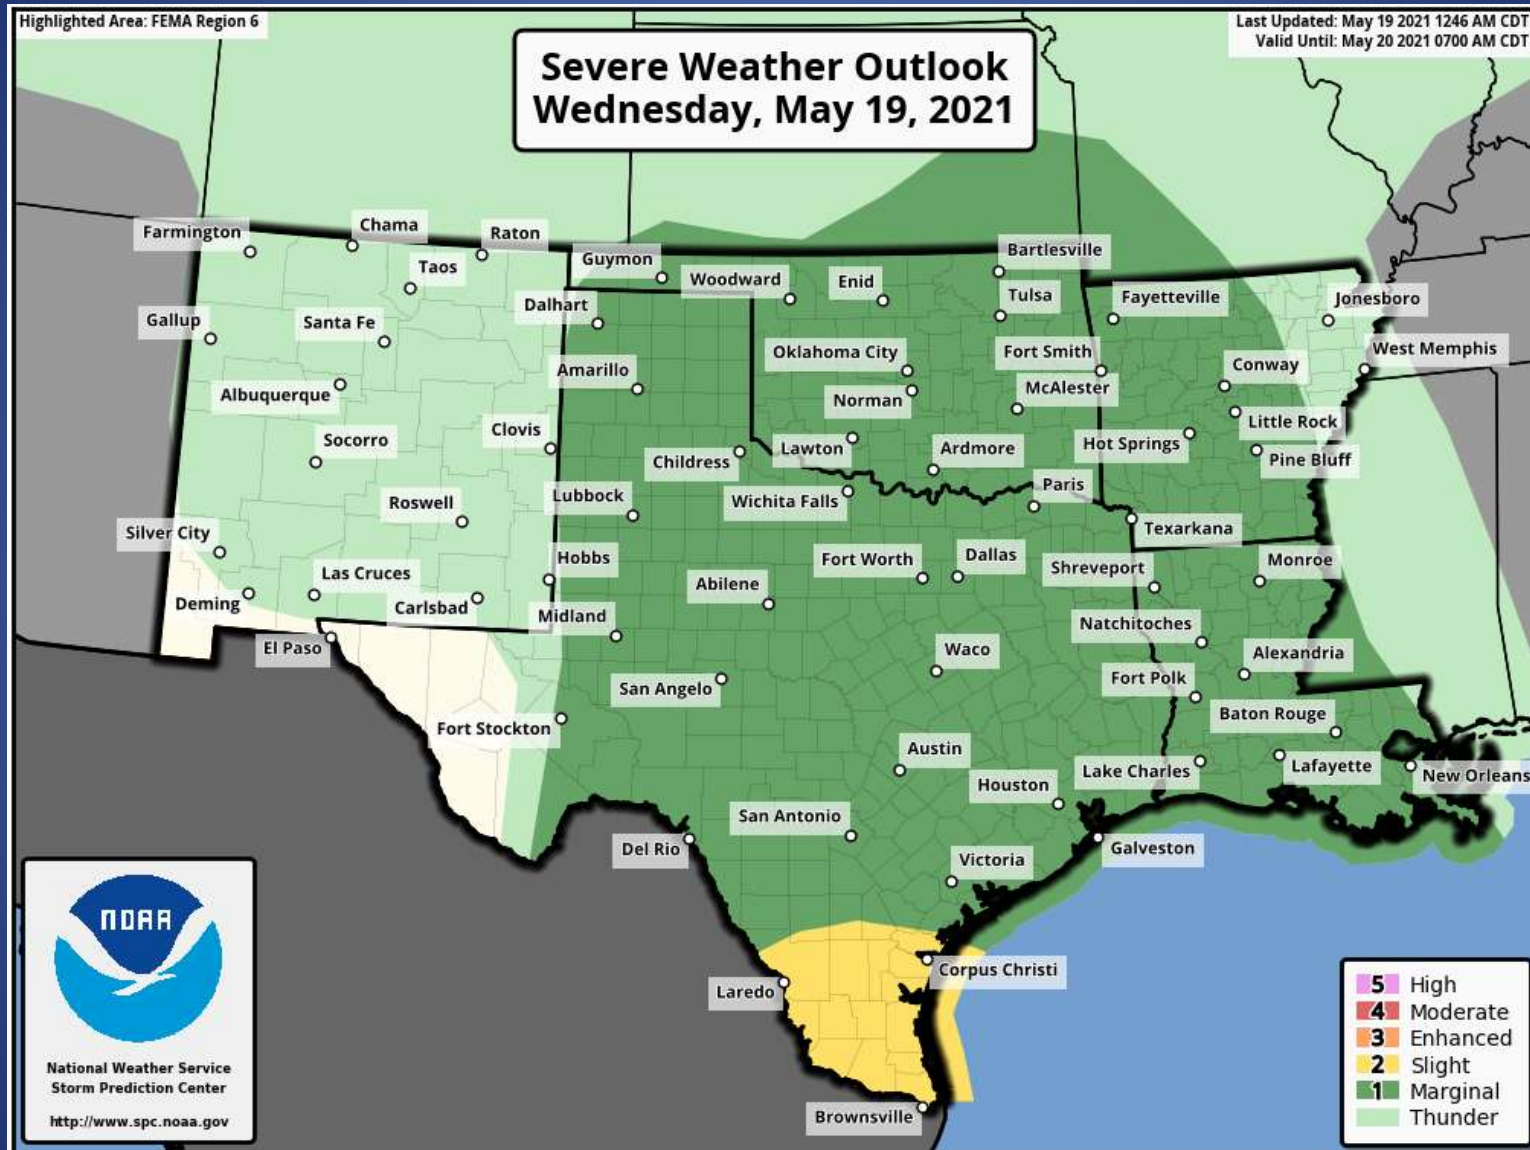 Highlighted Area: FEMA Region 6
Last Updated: May 19 2021 1246 AM CDT
Valid Until: May 20 2021 0700 AM CDT
Severe Weather Outlook
Wednesday, May 19, 2021
Farmington
Chama
Raton
Taos
Guymon
Woodward
Enid
Bartlesville
Dalhart
Tulsa
Fayetteville
Jonesboro
Gallup
Santa Fe
Oklahoma City
Fort Smith
West Memphis
Amarillo
Conway
Albuquerque
Norman
McAlester
Little Rock
Clovis
Socorro
Childress
Lawton
Ardmore
Hot Springs
Pine Bluff
Roswell
Lubbock
Wichita Falls
Paris
Texarkana
Silver City
Hobbs
Fort Worth
Dallas
Shreveport
Monroe
Las Cruces
Abilene
Deming
Carlsbad
Midland
Natchitoches
El Paso
Waco
Alexandria
San Angelo
Fort Polk
Fort Stockton
Baton Rouge
Austin
Houston
Lake Charles
Lafayette
New Orleans
San Antonio
Del Rio
Victoria
Galveston
Corpus Christi
Laredo
Brownsville
NOAA
National Weather Service
Storm Prediction Center
http://www.spc.noaa.gov
5 High
4 Moderate
3 Enhanced
2 Slight
1 Marginal
Thunder